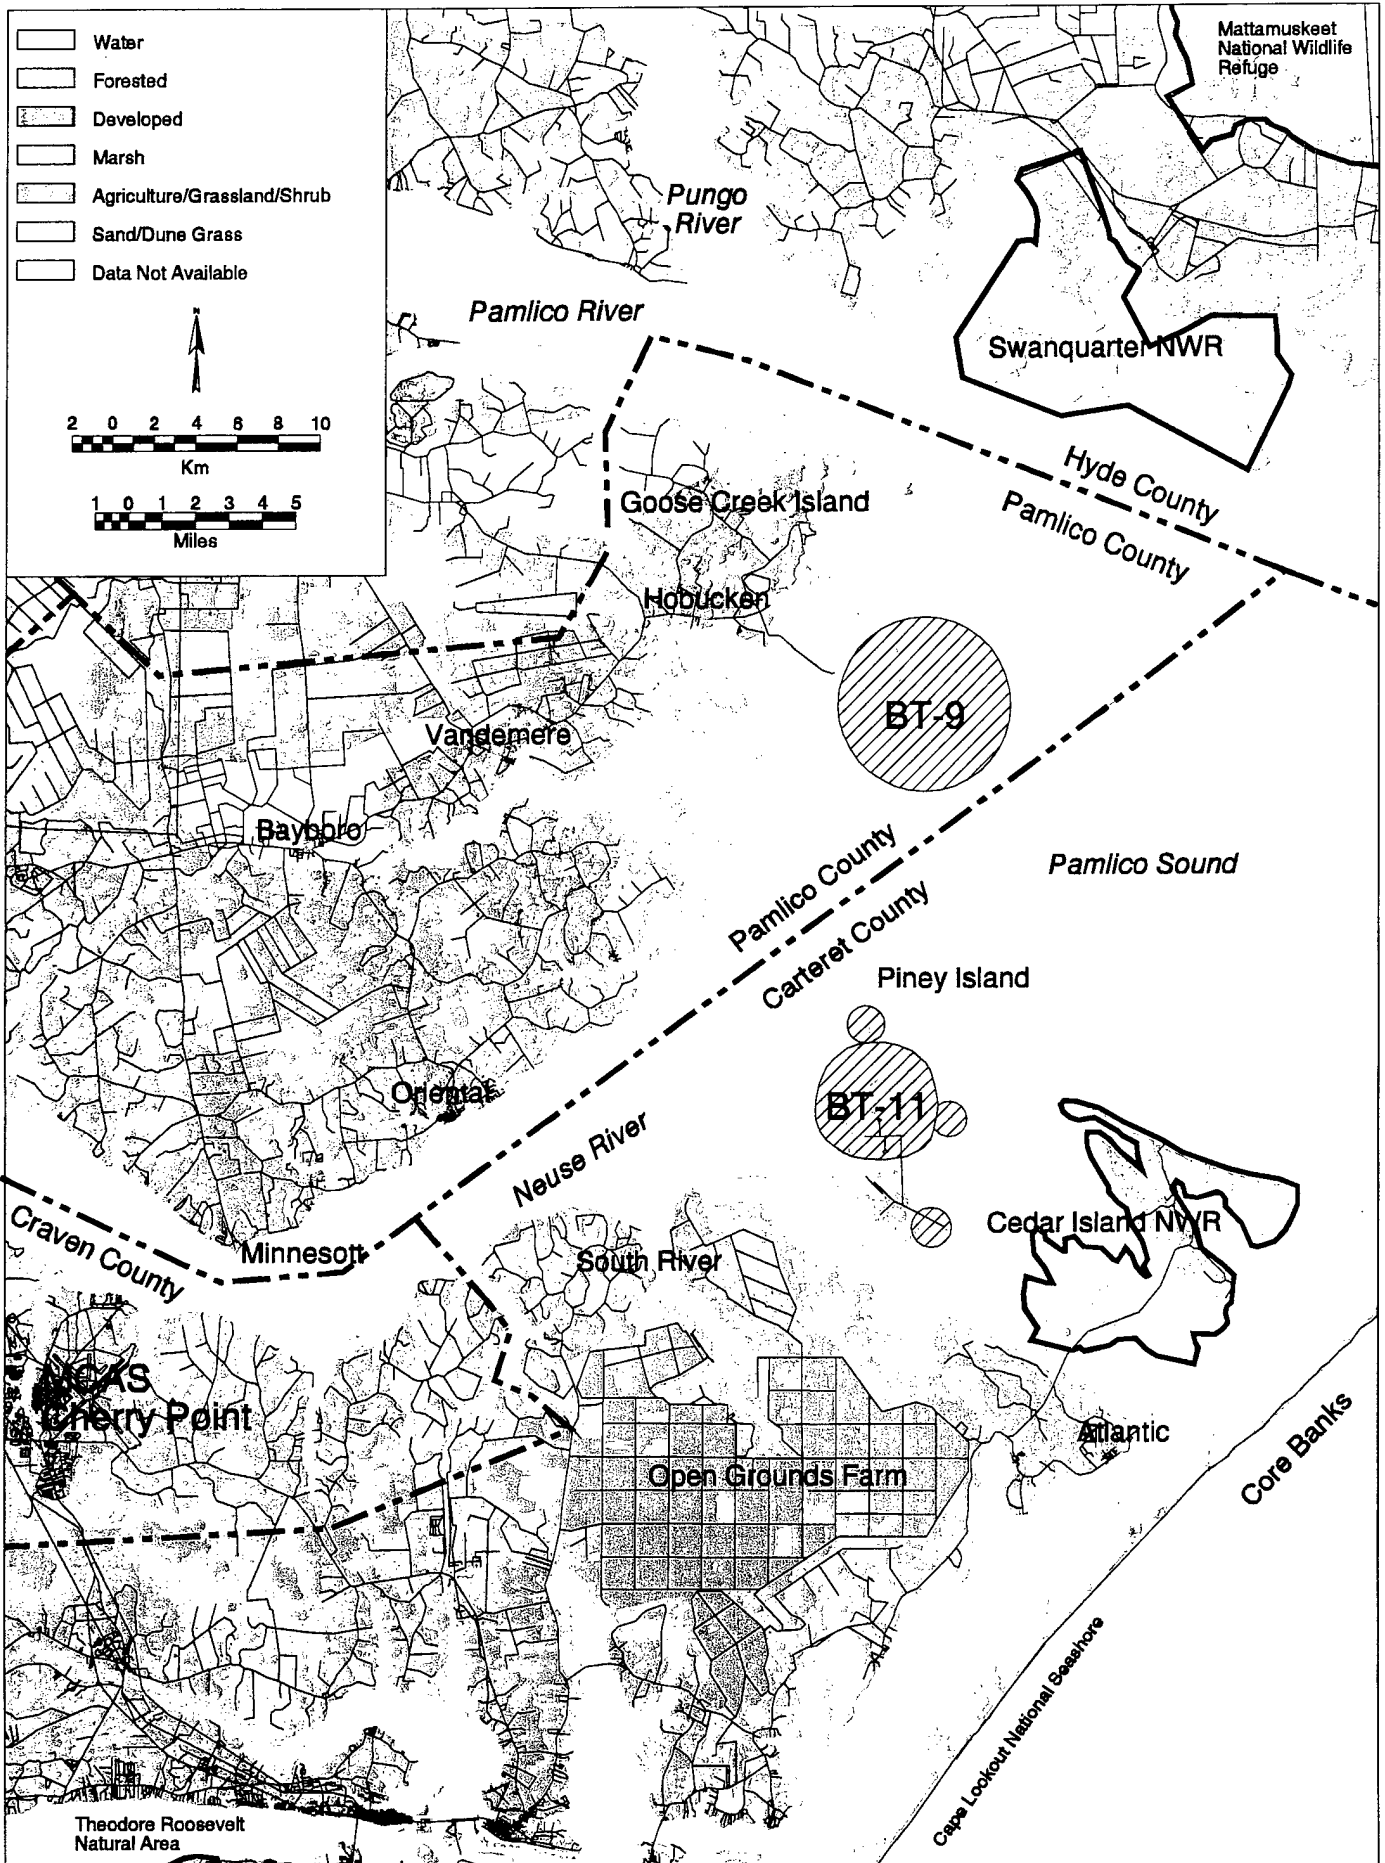 Water
Forested
Developed
Marsh
Agriculture/Grassland/Shrub
Sand/Dune Grass
Data Not Available
N
2 0 2 4 6 8 10
Km
1 0 1 2 3 4 5
Miles
Mattamuskeet
National Wildlife
Refuge
Pungo
River
Pamlico River
Swanquarter NWR
Hyde County
Pamlico County
Goose Creek Island
Hobucken
BT-9
Vandemere
Bayboro
Pamlico Sound
Pamlico County
Carteret County
Piney Island
Oriental
BT-11
Neuse River
Cedar Island NWR
Craven County
Minnesott
South River
MCAS
Cherry Point
Atlantic
Open Grounds Farm
Core Banks
Cape Lookout National Seashore
Theodore Roosevelt
Natural Area